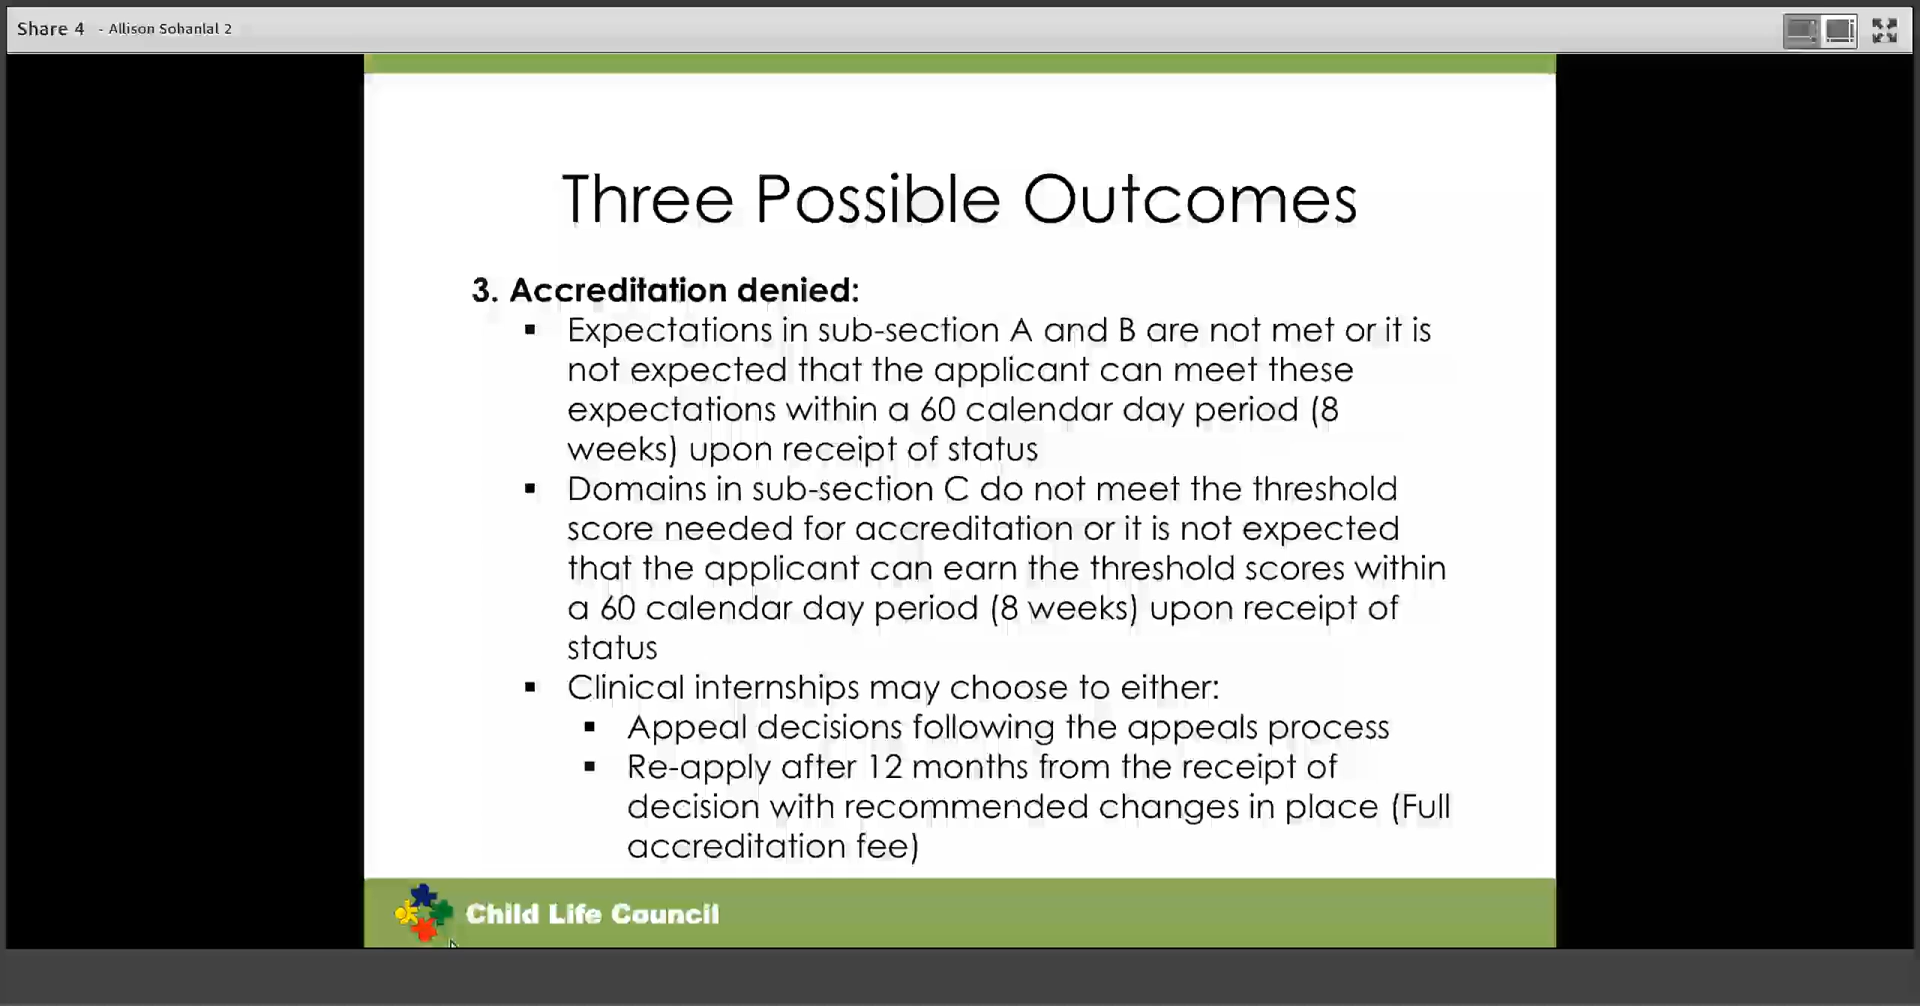 Share 4 - Allison Sohanlal 2
Three Possible Outcomes
3. Accreditation denied:
▪ Expectations in sub-section A and B are not met or it is
not expected that the applicant can meet these
expectations within a 60 calendar day period (8
weeks) upon receipt of status
▪ Domains in sub-section C do not meet the threshold
score needed for accreditation or it is not expected
that the applicant can earn the threshold scores within
a 60 calendar day period (8 weeks) upon receipt of
status
▪ Clinical internships may choose to either:
▪ Appeal decisions following the appeals process
▪ Re-apply after 12 months from the receipt of
decision with recommended changes in place (Full
accreditation fee)
Child Life Council